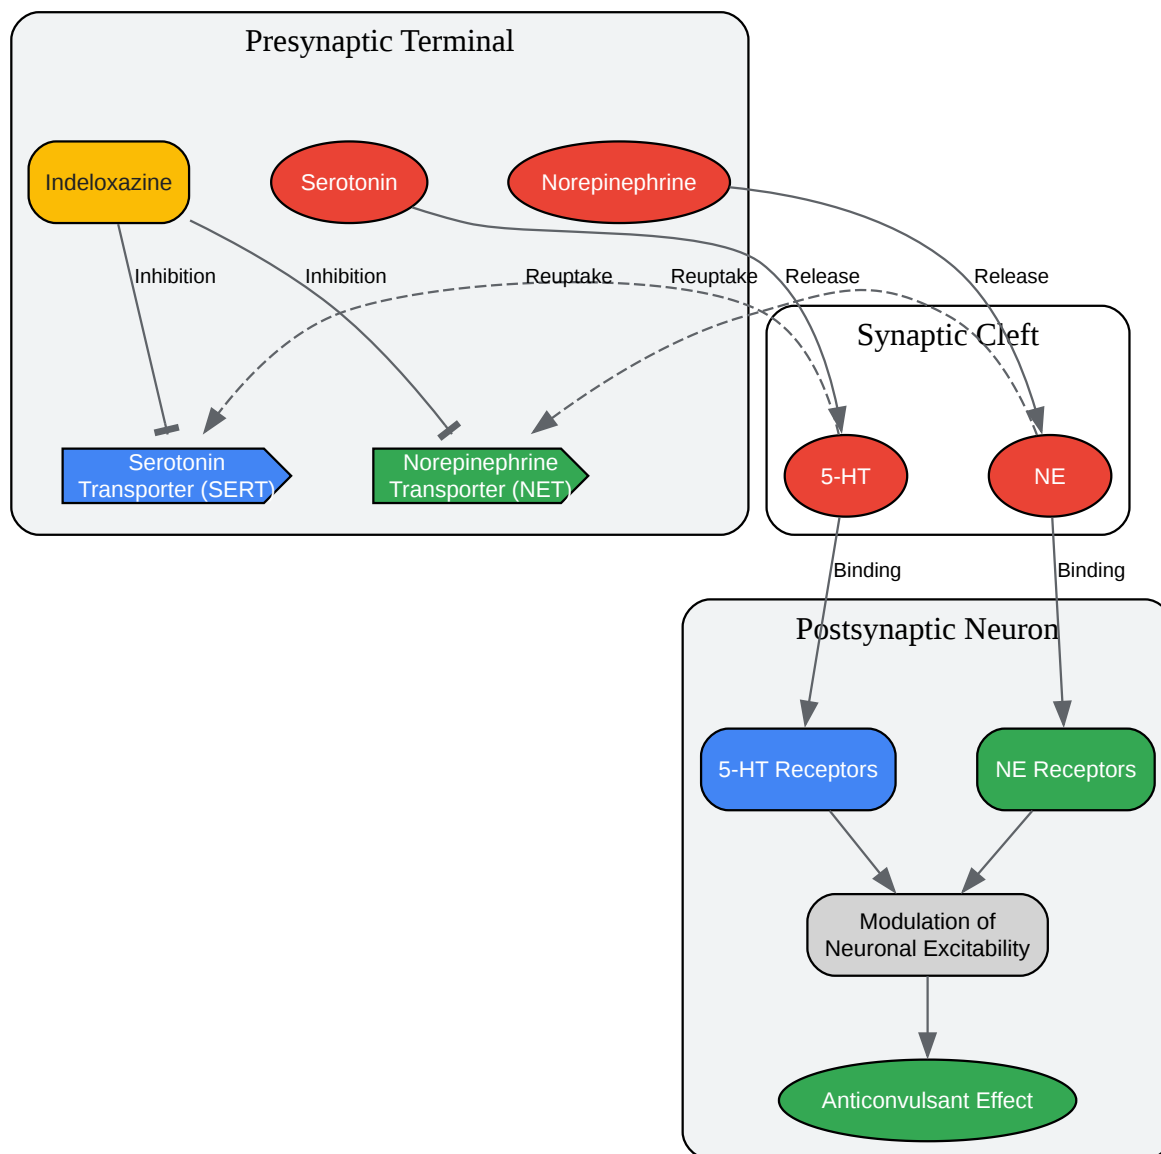 Presynaptic Terminal
Indeloxazine
Serotonin
Norepinephrine
Inhibition
Inhibition
Reuptake
Reuptake
Release
Release
Synaptic Cleft
Serotonin
Transporter (SERT)
Norepinephrine
Transporter (NET)
5-HT
NE
Binding
Binding
Postsynaptic Neuron
5-HT Receptors
NE Receptors
Modulation of
Neuronal Excitability
Anticonvulsant Effect